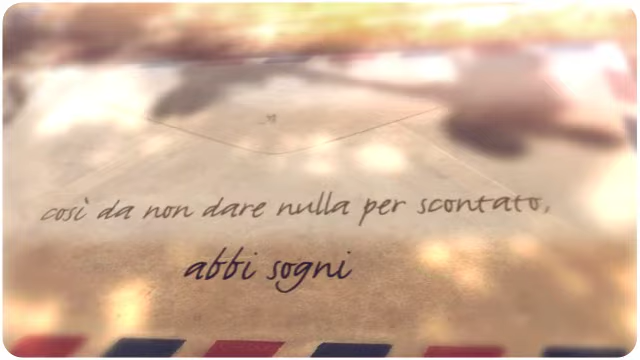 così da non dare nulla per scontato,
abbi sogni